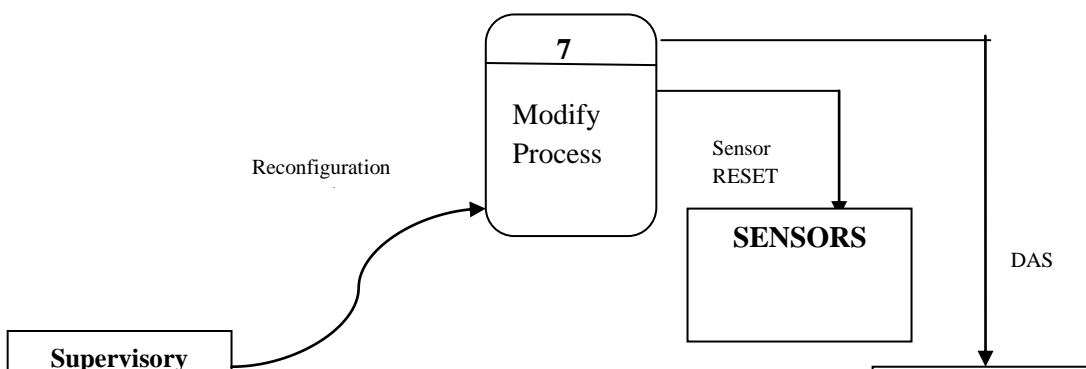 7
Modify
Process
Reconfiguration
Sensor
RESET
SENSORS
DAS
Supervisory